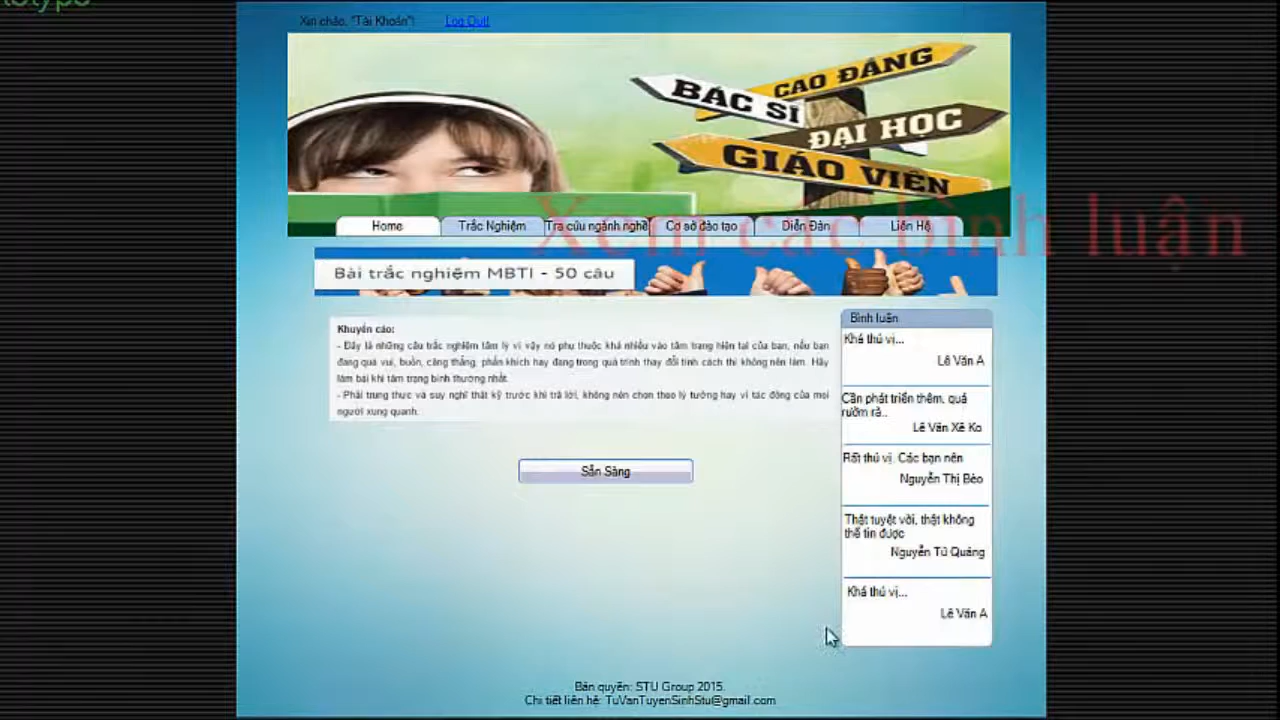 Xin chào, "Tài Khoản"! Log Out!
CAO ĐẲNG
BÁC SĨ
ĐẠI HỌC
GIÁO VIÊN
Xem các bình luận
Home Trắc Nghiệm Tra cứu ngành nghề Cơ sở đào tạo Diễn Đàn Liên Hệ
Bài trắc nghiệm MBTI - 50 câu
Khuyến cáo:
- Đây là những câu trắc nghiệm tâm lý vì vậy nó phụ thuộc khá nhiều vào tâm trạng hiện tại của bạn, nếu bạn
đang quá vui, buồn, căng thẳng, phấn khích hay đang trong quá trình thay đổi tính cách thì không nên làm. Hãy
làm bài khi tâm trạng bình thường nhất.
- Phải trung thực và suy nghĩ thật kỹ trước khi trả lời, không nên chọn theo lý tưởng hay vì tác động của mọi
người xung quanh.
Sẵn Sàng
Bình luận
Khá thú vị...
Lê Văn A
Cần phát triển thêm, quá
rườm rà..
Lê Văn Xê Ko
Rất thú vị. Các bạn nên
Nguyễn Thị Bèo
Thật tuyệt vời, thật không
thể tin được
Nguyễn Tú Quảng
Khá thú vị...
Lê Văn A
Bản quyền: STU Group 2015.
Chi tiết liên hệ: TuVanTuyenSinhStu@gmail.com